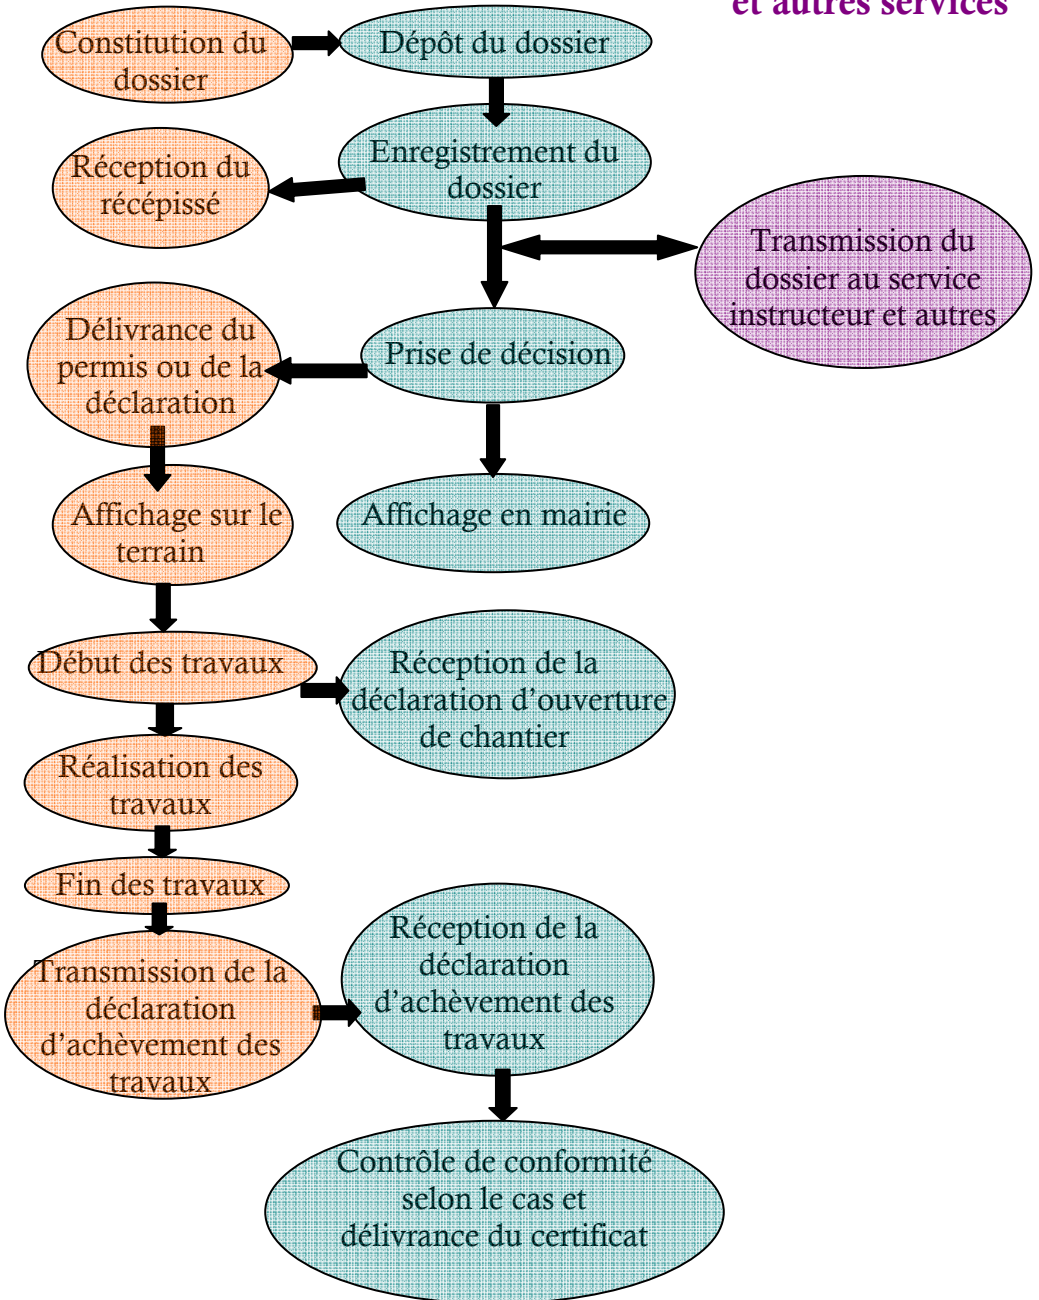 et autres services
Constitution du
dossier
Dépôt du dossier
Enregistrement du
dossier
Réception du
récépissé
Transmission du
dossier au service
instructeur et autres
Prise de décision
Délivrance du
permis ou de la
déclaration
Affichage sur le
terrain
Affichage en mairie
Début des travaux
Réception de la
déclaration d'ouverture
de chantier
Réalisation des
travaux
Fin des travaux
Transmission de la
déclaration
d'achèvement des
travaux
Réception de la
déclaration
d'achèvement des
travaux
Contrôle de conformité
selon le cas et
délivrance du certificat